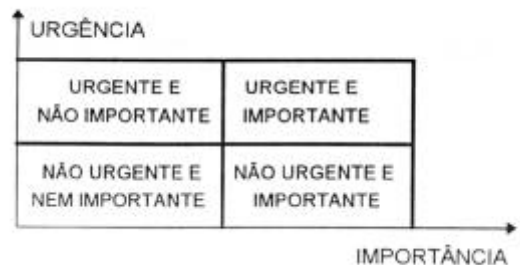 URGÊNCIA
URGENTE E
NÃO IMPORTANTE
URGENTE E
IMPORTANTE
NÃO URGENTE E
NEM IMPORTANTE
NÃO URGENTE E
IMPORTANTE
IMPORTÂNCIA